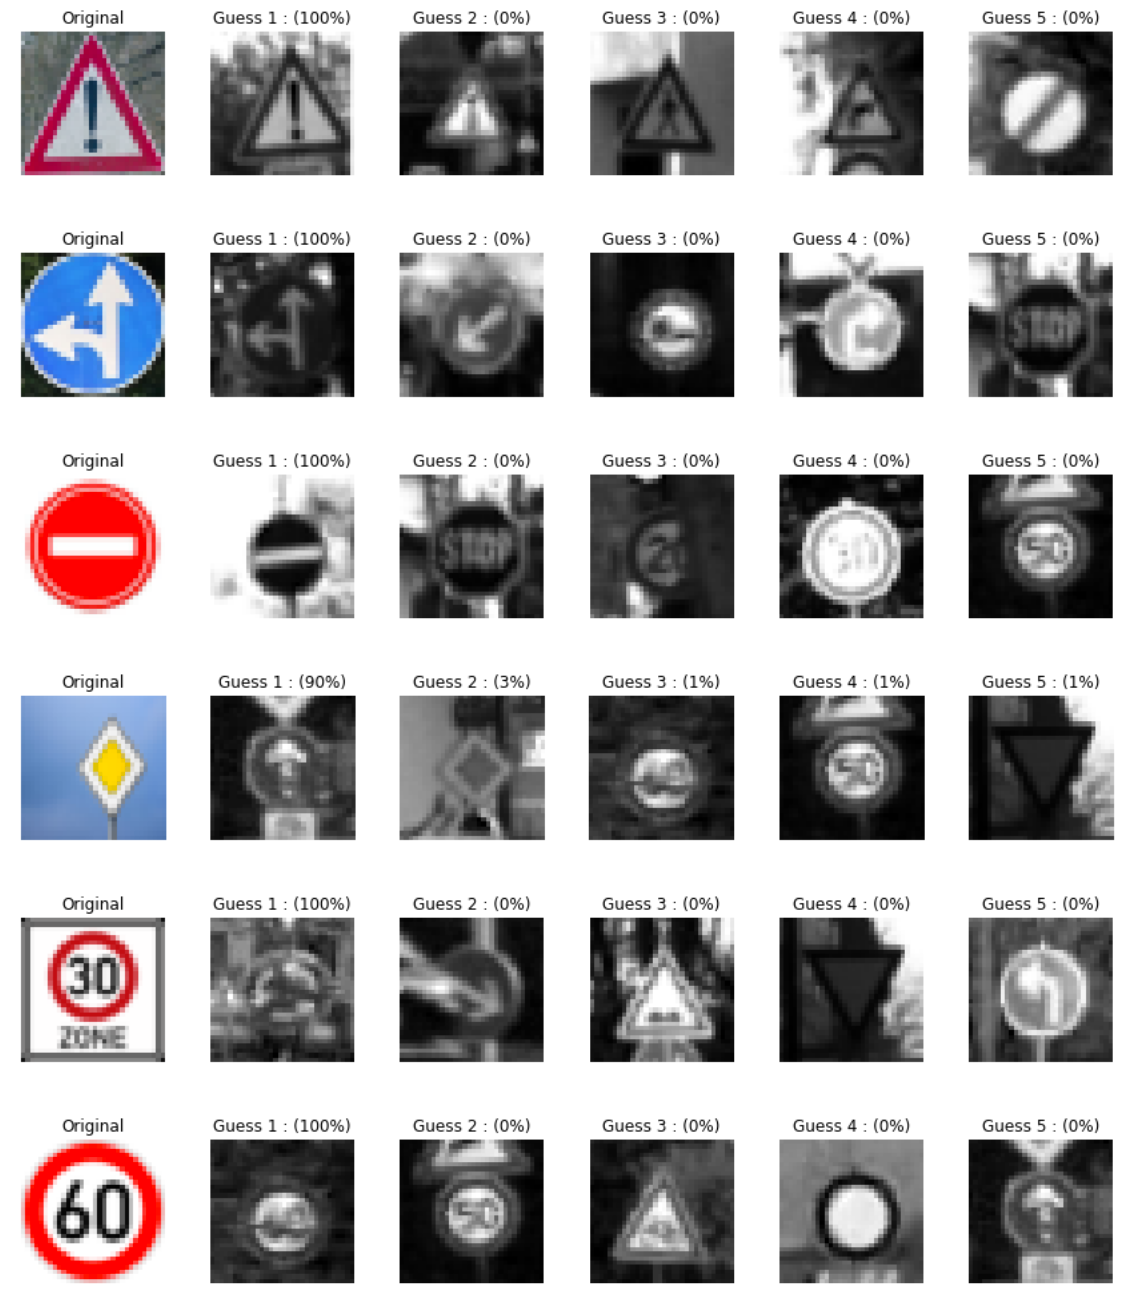 Original Guess 1 : (100%) Guess 2 : (0%) Guess 3 : (0%) Guess 4 : (0%) Guess 5 : (0%)
Original Guess 1 : (100%) Guess 2 : (0%) Guess 3 : (0%) Guess 4 : (0%) Guess 5 : (0%)
STOP
Original Guess 1 : (100%) Guess 2 : (0%) Guess 3 : (0%) Guess 4 : (0%) Guess 5 : (0%)
STOP 30 50
Original Guess 1 : (90%) Guess 2 : (3%) Guess 3 : (1%) Guess 4 : (1%) Guess 5 : (1%)
50
Original Guess 1 : (100%) Guess 2 : (0%) Guess 3 : (0%) Guess 4 : (0%) Guess 5 : (0%)
30
ZONE
Original Guess 1 : (100%) Guess 2 : (0%) Guess 3 : (0%) Guess 4 : (0%) Guess 5 : (0%)
60 50